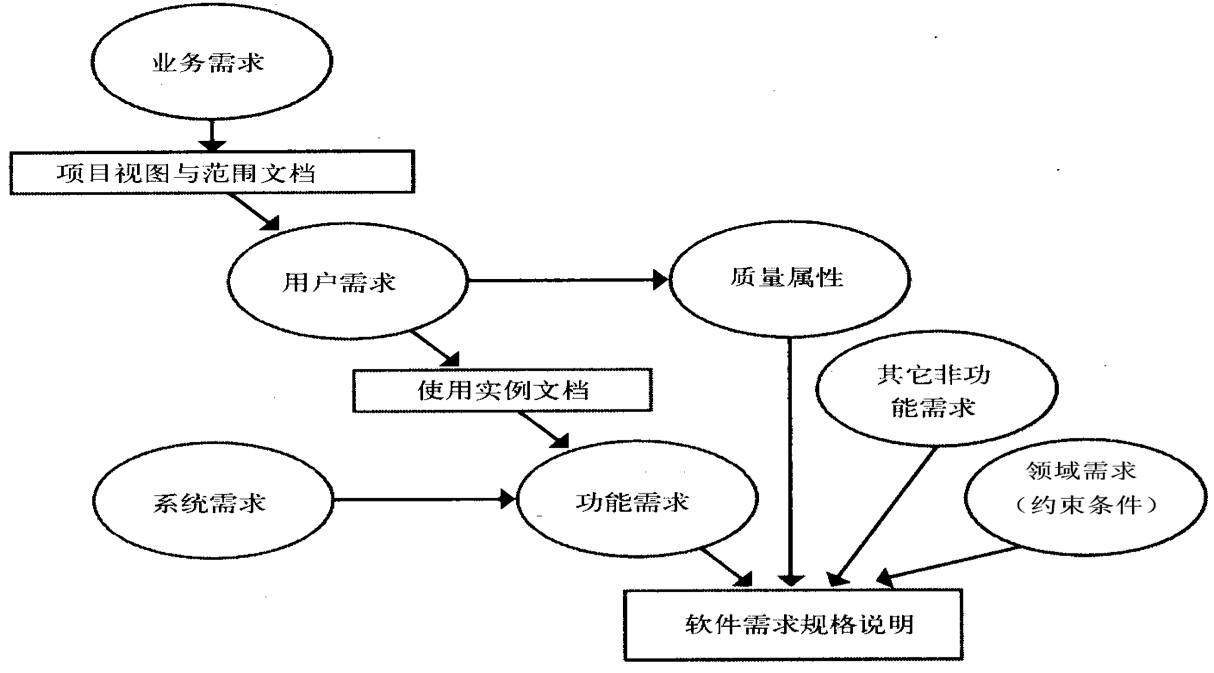 业务需求
项目视图与范围文档
用户需求
质量属性
其它非功
能需求
使用实例文档
领域需求
（约束条件）
系统需求
功能需求
软件需求规格说明